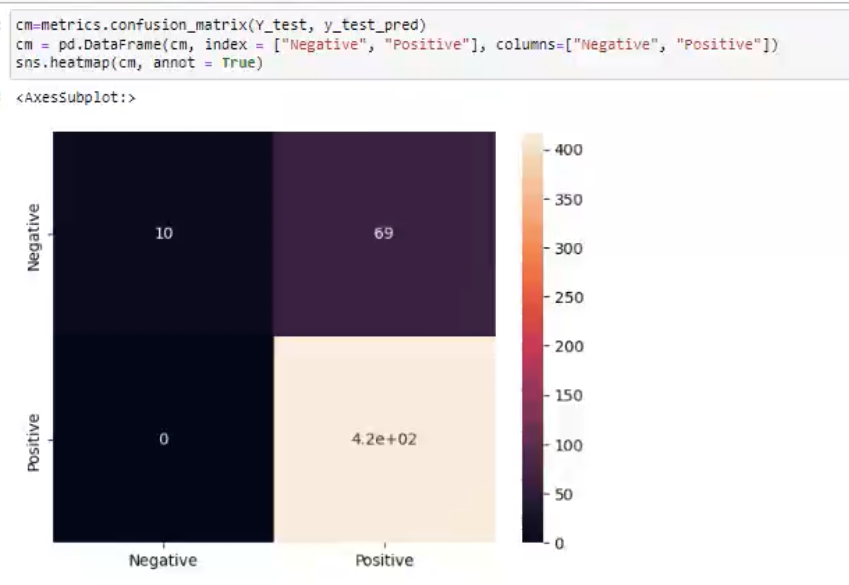 cm=metrics.confusion_matrix(Y_test, y_test_pred)
cm = pd.DataFrame(cm, index = ["Negative", "Positive"], columns=["Negative", "Positive"])
sns.heatmap(cm, annot = True)
<AxesSubplot:>
Negative
10
69
Positive
0
4.2e+02
Negative
Positive
400
350
300
250
200
150
100
50
0